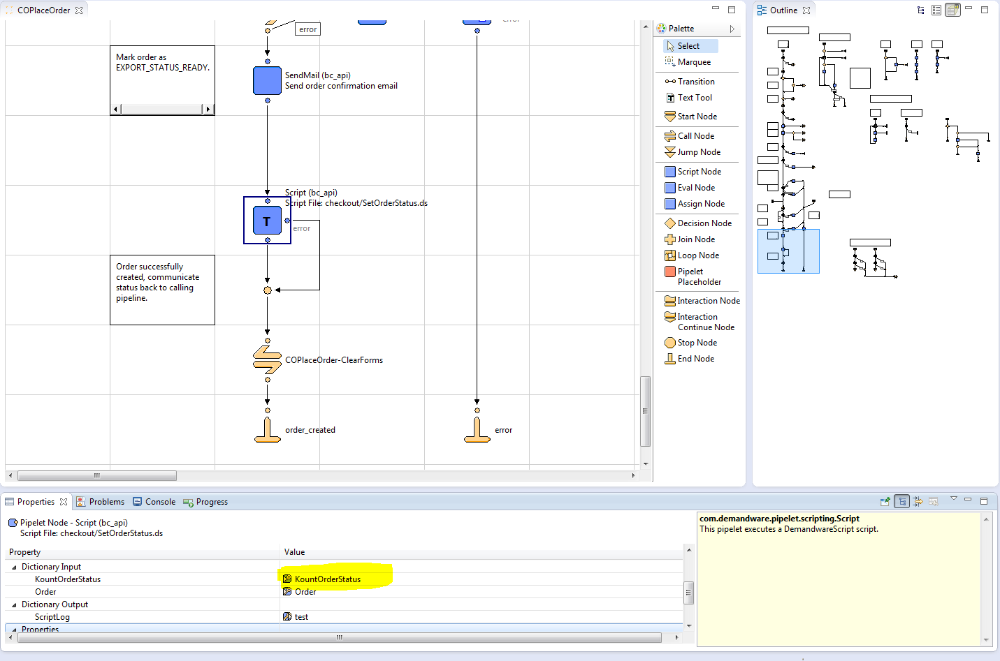 COPlaceOrder
error
error
Mark order as
EXPORT_STATUS_READY.
SendMail (bc_api)
Send order confirmation email
Script (bc_api)
Script File: checkout/SetOrderStatus.ds
T
error
Order successfully
created, communicate
status back to calling
pipeline.
COPlaceOrder-ClearForms
order_created
error
Palette
Select
Marquee
Transition
Text Tool
Start Node
Call Node
Jump Node
Script Node
Eval Node
Assign Node
Decision Node
Join Node
Loop Node
Pipelet
Placeholder
Interaction Node
Interaction
Continue Node
Stop Node
End Node
Outline
Properties
Problems
Console
Progress
Pipelet Node - Script (bc_api)
Script File: checkout/SetOrderStatus.ds
Property Value
Dictionary Input
KountOrderStatus KountOrderStatus
Order Order
Dictionary Output
ScriptLog test
Properties
com.demandware.pipelet.scripting.Script
This pipelet executes a DemandwareScript script.